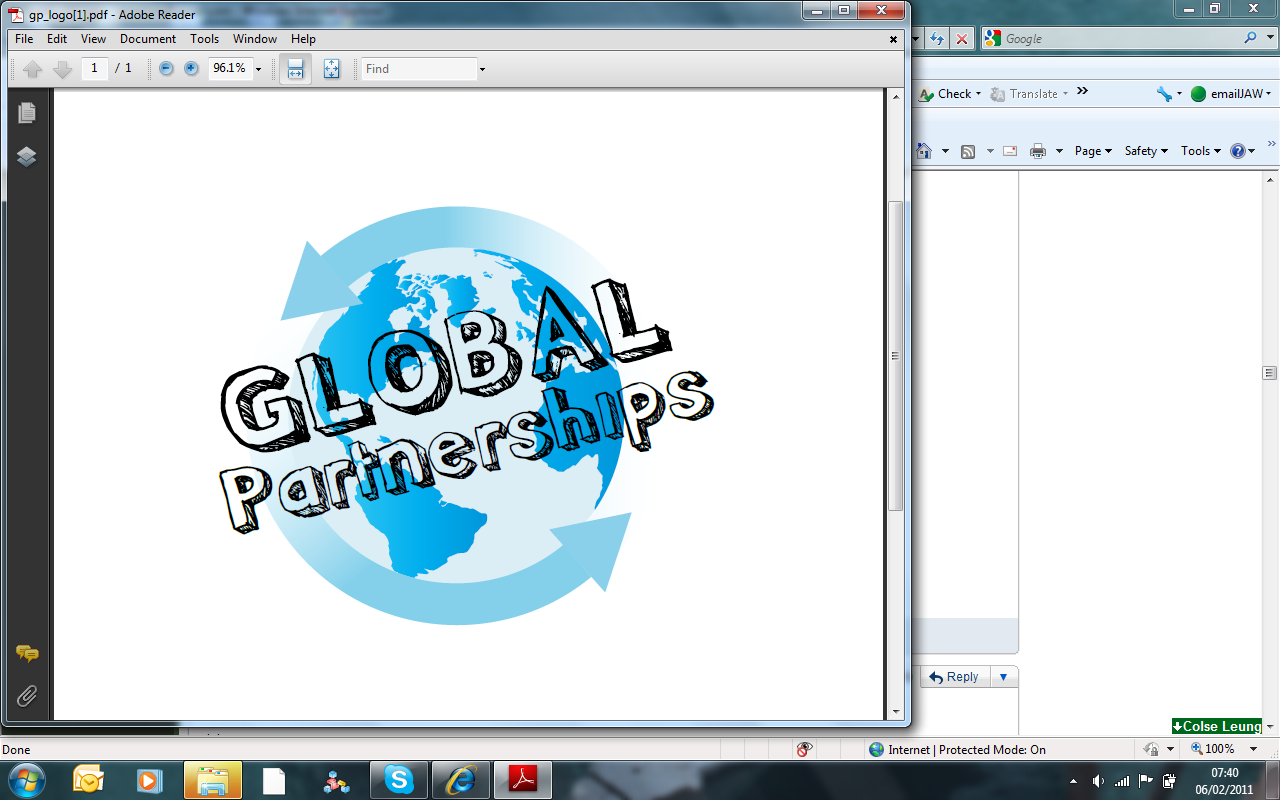 gp_logo[1].pdf - Adobe Reader
File Edit View Document Tools Window Help
1 / 1 96.1% Find
Google
Check Translate emailJAW
Page Safety Tools
GLOBAL
Partnerships
Reply
Colse Leung
Done Internet | Protected Mode: On 100%
07:40
06/02/2011